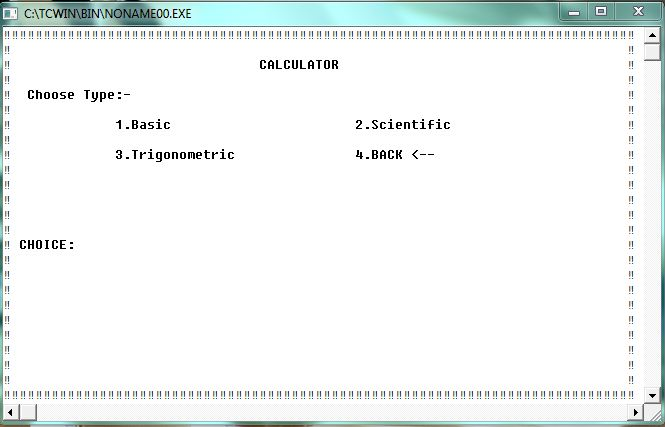 C:\TCWIN\BIN\NONAME00.EXE
CALCULATOR
Choose Type:-
1.Basic 2.Scientific
3.Trigonometric 4.BACK <--
CHOICE: